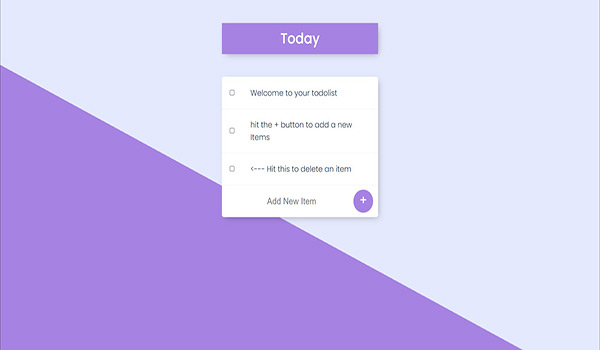 Today
Welcome to your todolist
hit the + button to add a new
Items
<--- Hit this to delete an item
Add New Item
+